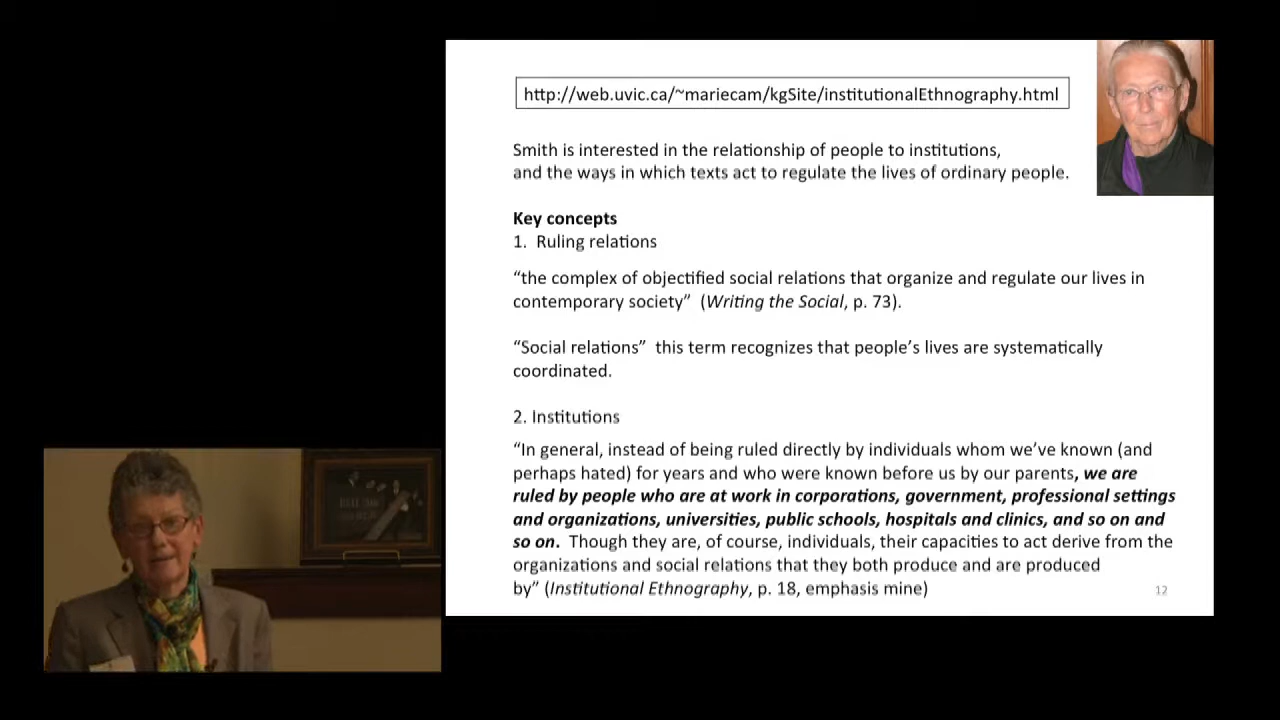 http://web.uvic.ca/~mariecam/kgSite/institutionalEthnography.html
Smith is interested in the relationship of people to institutions,
and the ways in which texts act to regulate the lives of ordinary people.
Key concepts
1. Ruling relations
“the complex of objectified social relations that organize and regulate our lives in
contemporary society” (Writing the Social, p. 73).
“Social relations” this term recognizes that people’s lives are systematically
coordinated.
2. Institutions
“In general, instead of being ruled directly by individuals whom we’ve known (and
perhaps hated) for years and who were known before us by our parents, we are
ruled by people who are at work in corporations, government, professional settings
and organizations, universities, public schools, hospitals and clinics, and so on and
so on. Though they are, of course, individuals, their capacities to act derive from the
organizations and social relations that they both produce and are produced
by” (Institutional Ethnography, p. 18, emphasis mine)
12